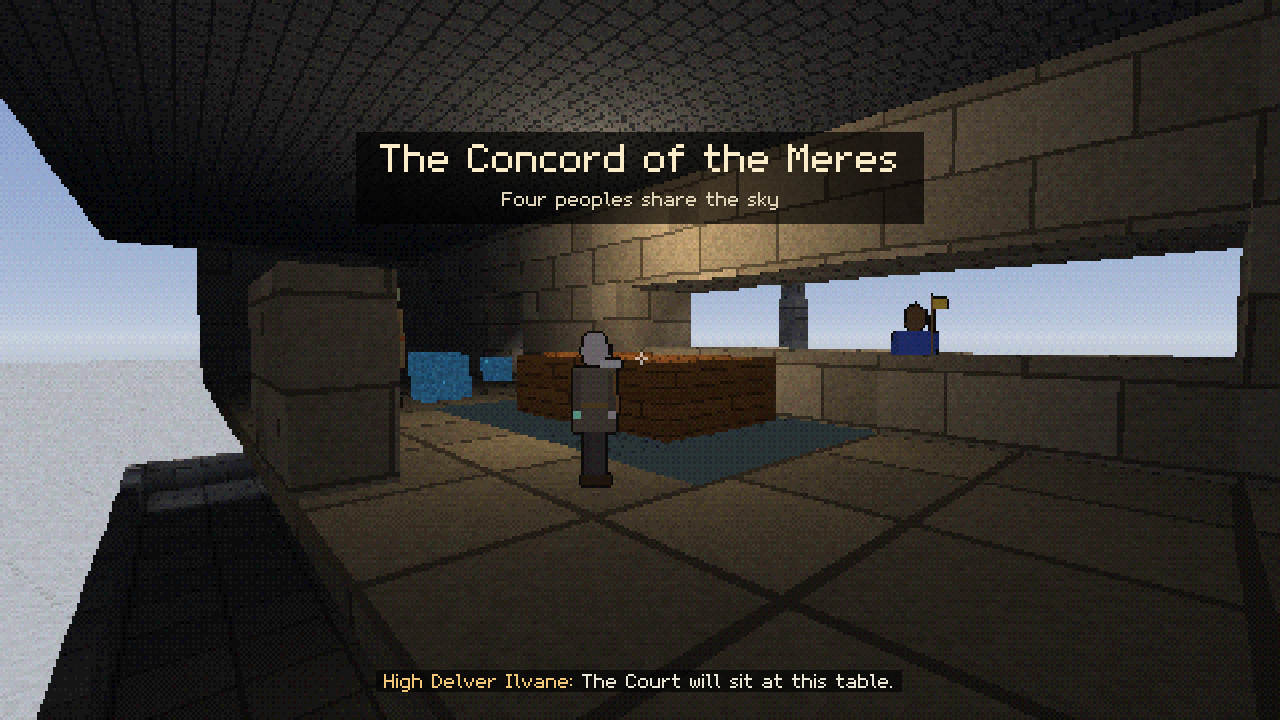 The Concord of the Meres
Four peoples share the sky
High Delver Ilvane: The Court will sit at this table.